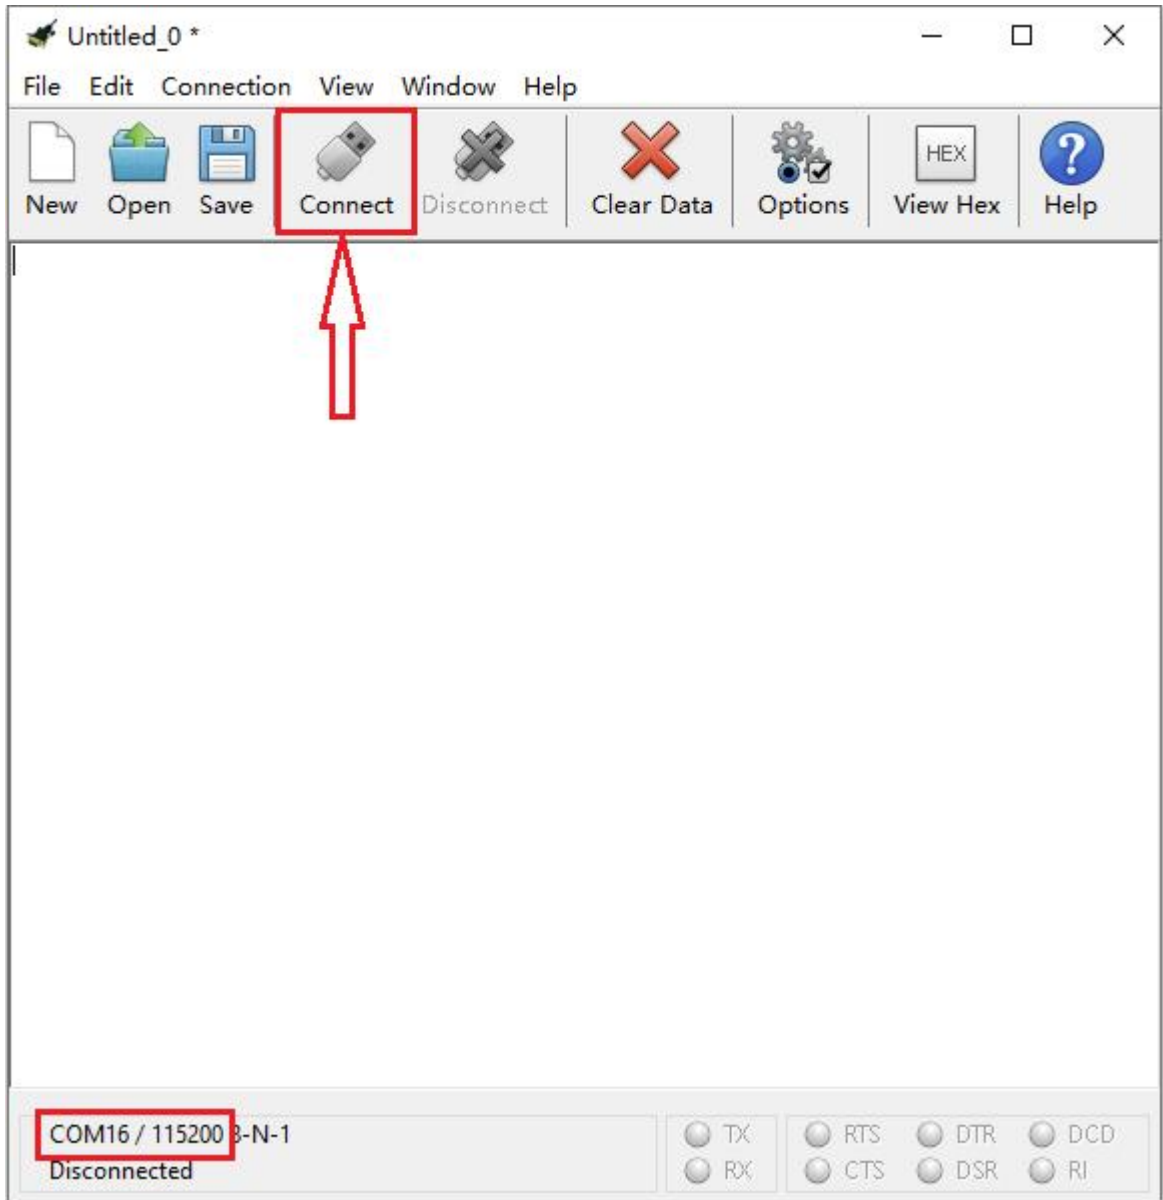 Untitled_0 *
File Edit Connection View Window Help
HEX
?
New Open Save Connect Disconnect Clear Data Options View Hex Help
COM16 / 115200 8-N-1
Disconnected
TX RTS DTR DCD
RX CTS DSR RI